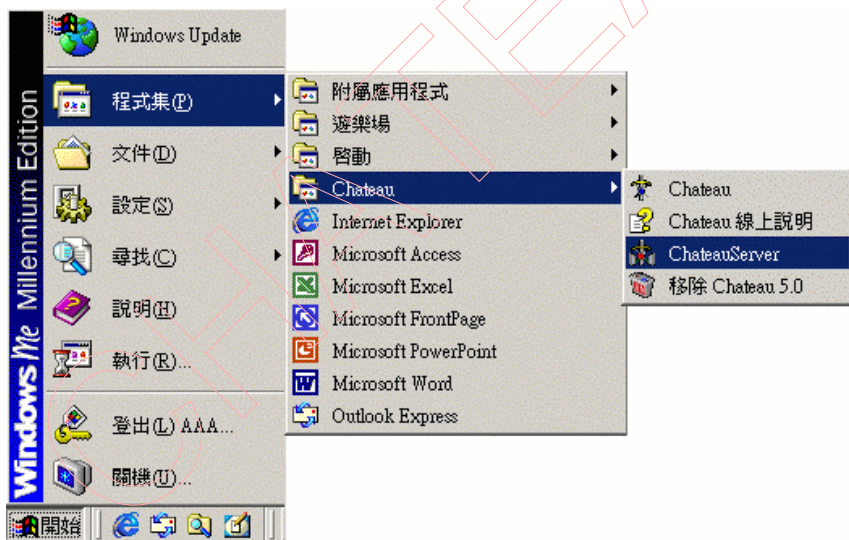 Windows Update
程式集(P)
文件(D)
設定(S)
尋找(C)
說明(H)
執行(R)...
登出(L) AAA...
關機(U)...
Windows Me Millennium Edition
開始
附屬應用程式
遊樂場
啓動
Chateau
Internet Explorer
Microsoft Access
Microsoft Excel
Microsoft FrontPage
Microsoft PowerPoint
Microsoft Word
Outlook Express
Chateau
Chateau 線上說明
ChateauServer
移除 Chateau 5.0